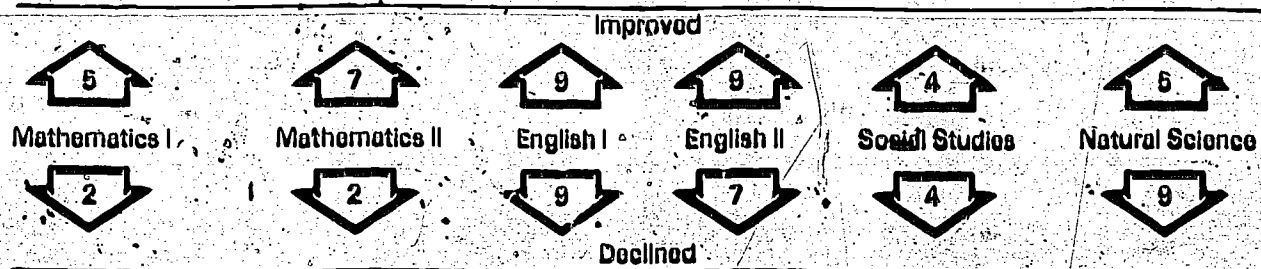 Improved
5 7 9 9 4 5
Mathematics I Mathematics II English I English II Social Studies Natural Science
2 2 9 7 4 9
Declined